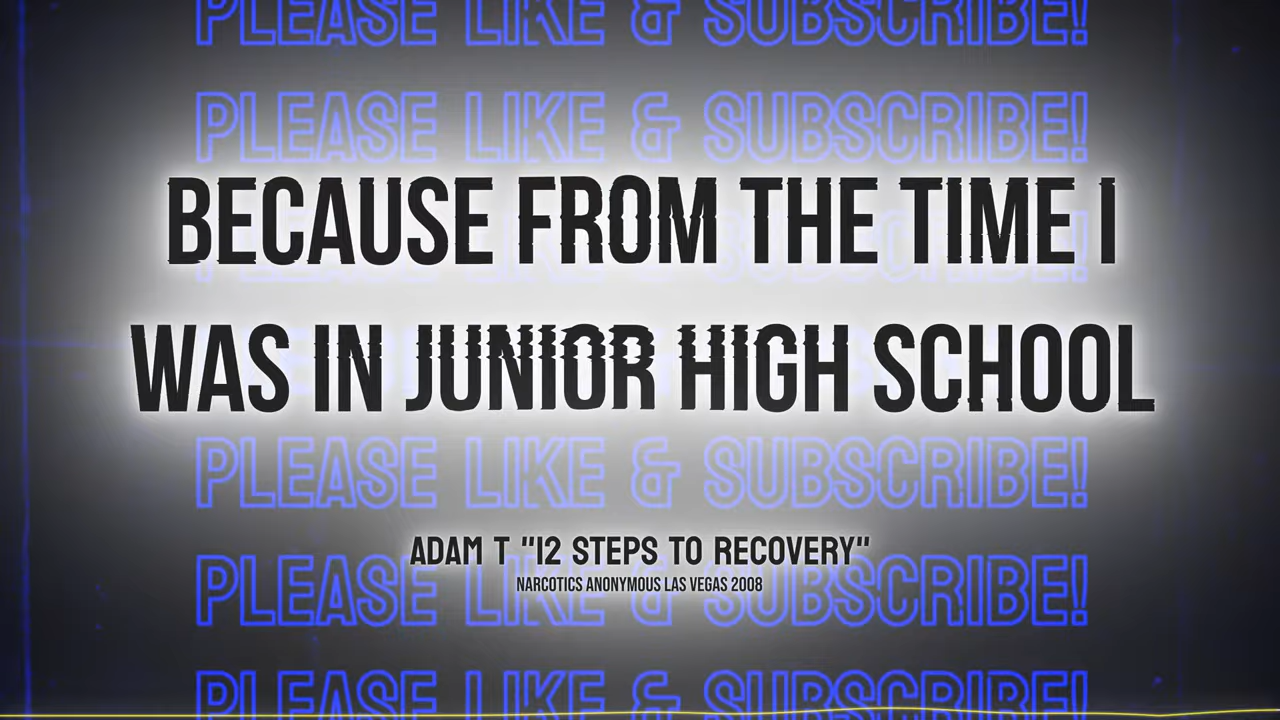 PLEASE LIKE & SUBSCRIBE!
PLEASE LIKE & SUBSCRIBE!
BECAUSE FROM THE TIME I
WAS IN JUNIOR HIGH SCHOOL
PLEASE LIKE & SUBSCRIBE!
ADAM T "12 STEPS TO RECOVERY"
PLEASE LIKE & SUBSCRIBE!
NARCOTICS ANONYMOUS LAS VEGAS 2008
PLEASE LIKE & SUBSCRIBE!